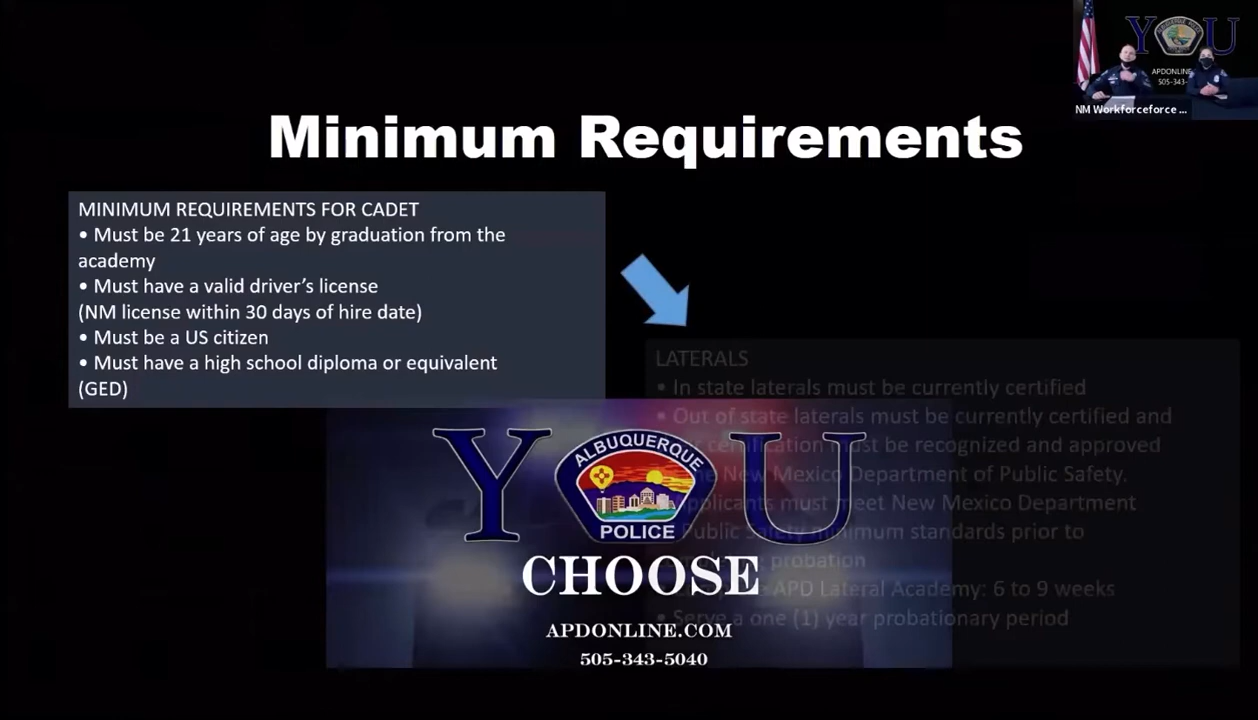 YOU
APDONLINE
505-343-
NM Workforceforce ...
Minimum Requirements
MINIMUM REQUIREMENTS FOR CADET
• Must be 21 years of age by graduation from the
academy
• Must have a valid driver's license
(NM license within 30 days of hire date)
• Must be a US citizen
• Must have a high school diploma or equivalent
(GED)
LATERALS
• In state laterals must be currently certified
• Out of state laterals must be currently certified and
certification must be recognized and approved
New Mexico Department of Public Safety.
must meet New Mexico Department
Public Safety minimum standards prior to
probation
APD Lateral Academy: 6 to 9 weeks
• Serve a one (1) year probationary period
Y U
ALBUQUERQUE
POLICE
CHOOSE
APDONLINE.COM
505-343-5040